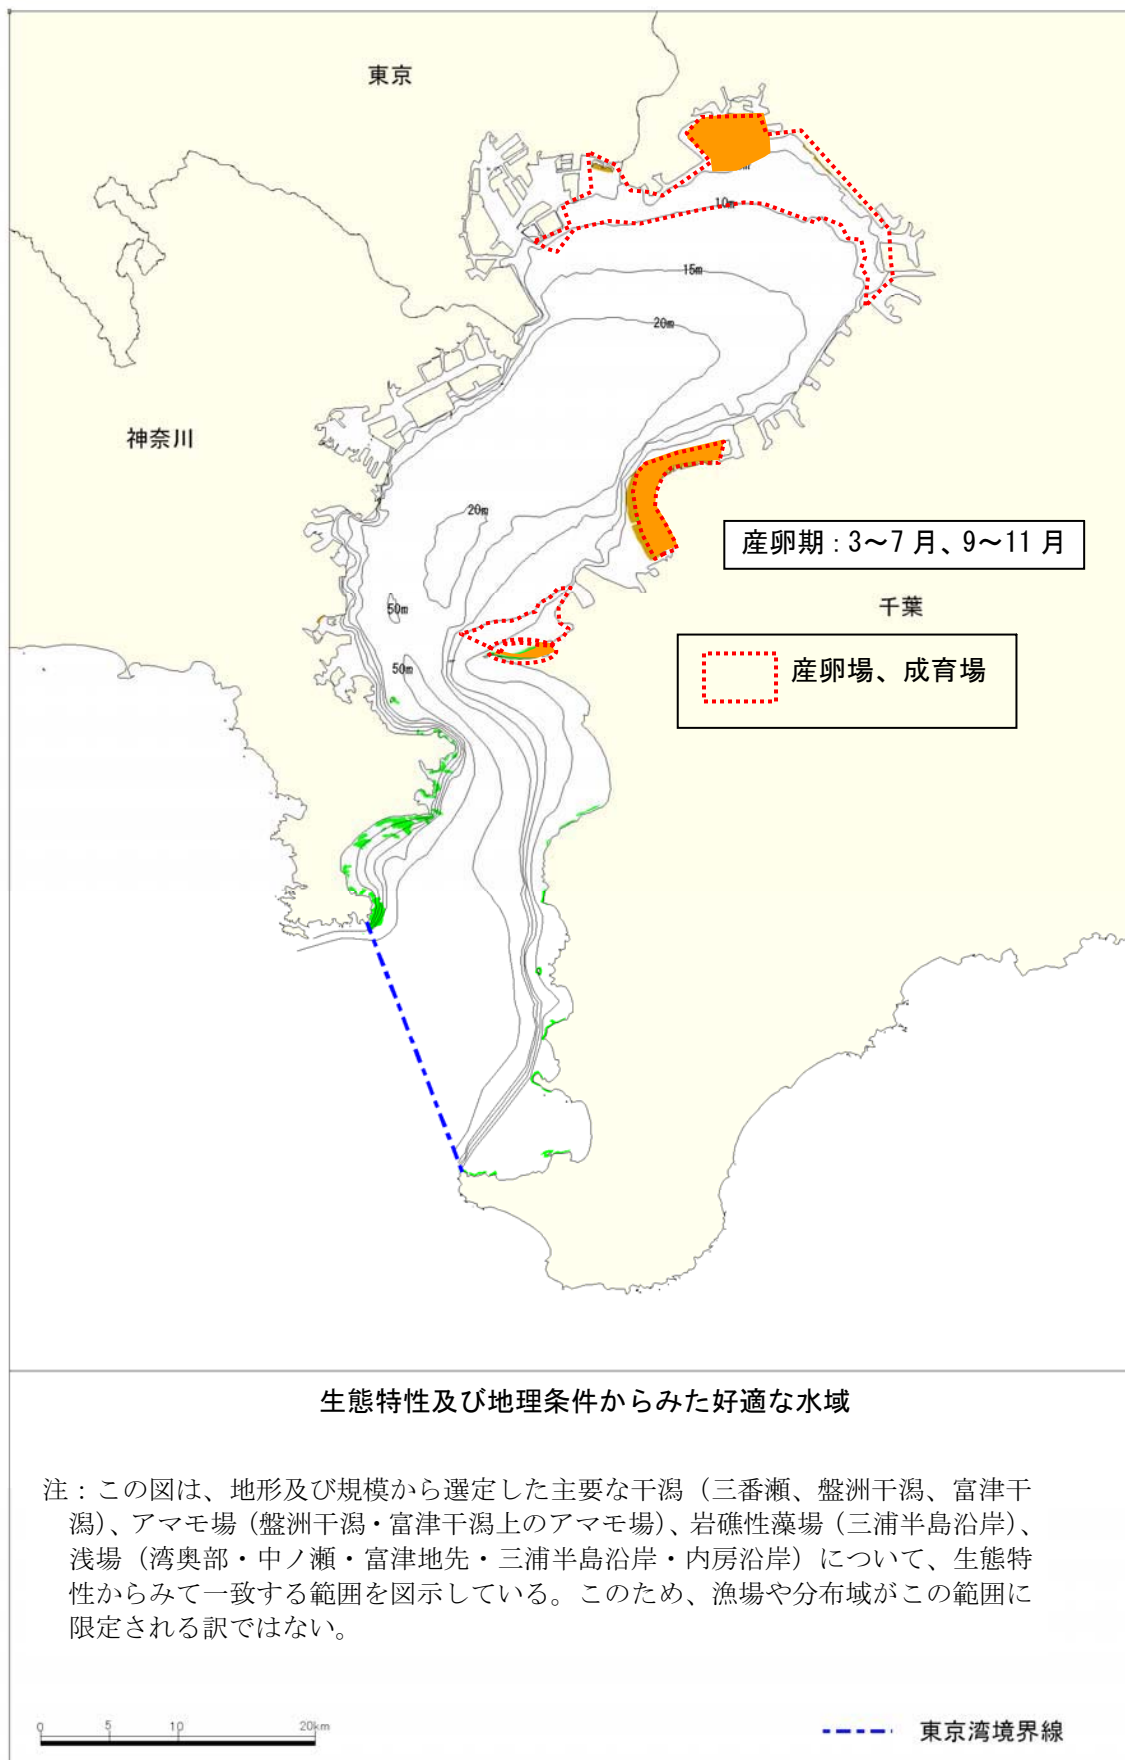 東京
10m
15m
20m
神奈川
20m
産卵期：3～7月、9～11月
50m
千葉
50m
産卵場、成育場
生態特性及び地理条件からみた好適な水域
注：この図は、地形及び規模から選定した主要な干潟（三番瀬、盤洲干潟、富津干
潟）、アマモ場（盤洲干潟・富津干潟上のアマモ場）、岩礁性藻場（三浦半島沿岸）、
浅場（湾奥部・中ノ瀬・富津地先・三浦半島沿岸・内房沿岸）について、生態特
性からみて一致する範囲を図示している。このため、漁場や分布域がこの範囲に
限定される訳ではない。
0 5 10 20km
東京湾境界線